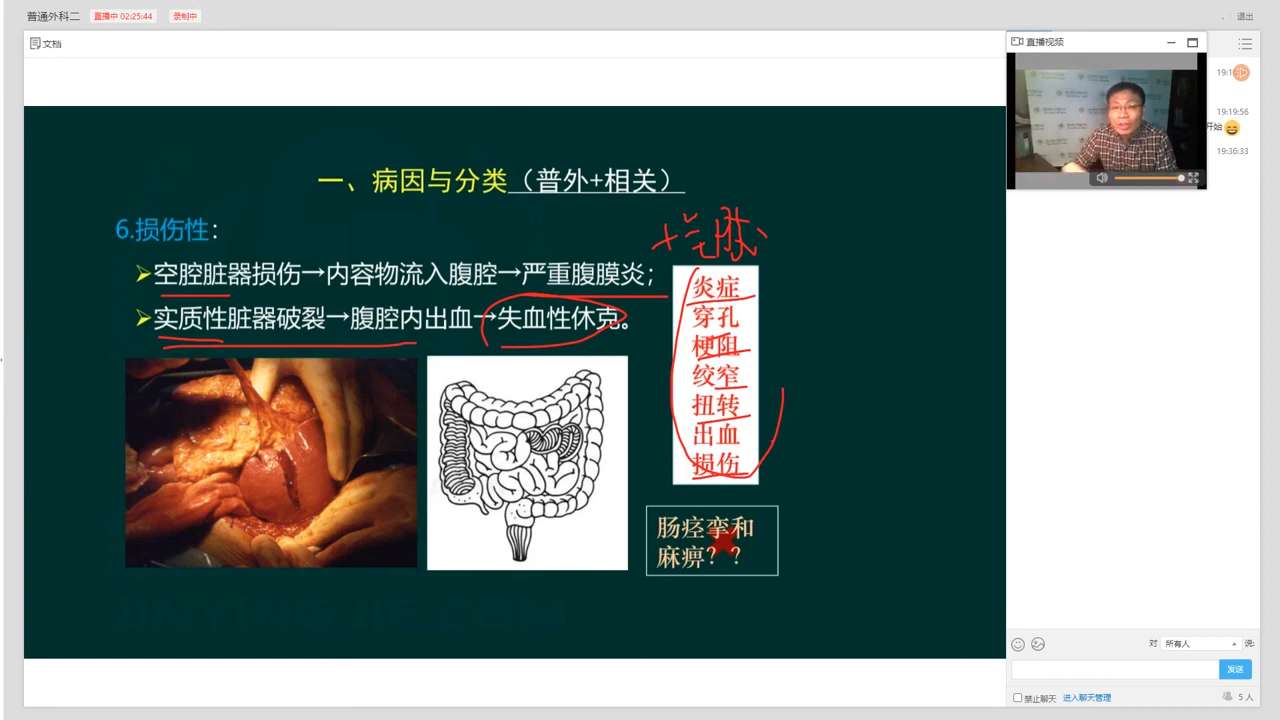 普通外科二
直播中 02:25:44
录制中
退出
文档
直播视频
一、病因与分类（普外+相关）
6.损伤性：
➢空腔脏器损伤→内容物流入腹腔→严重腹膜炎；
➢实质性脏器破裂→腹腔内出血→失血性休克。
炎症
穿孔
梗阻
绞窄
扭转
出血
损伤
肠痉挛和
麻痹？？
19:1
19:19:56
开始
19:36:33
对 所有人 说:
发送
禁止聊天 进入聊天管理
5 人